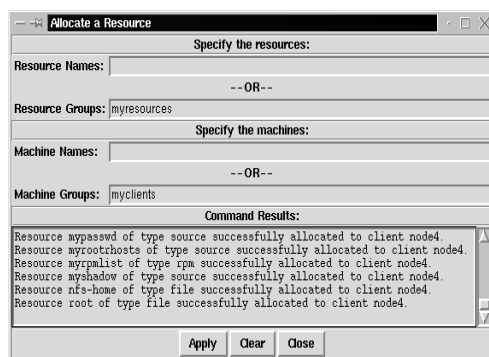 Allocate a Resource
Specify the resources:
Resource Names:
--OR--
Resource Groups: myresources
Specify the machines:
Machine Names:
--OR--
Machine Groups: myclients
Command Results:
Resource mypasswd of type source successfully allocated to client node4.
Resource myrootrhosts of type source successfully allocated to client node4.
Resource myrpmlist of type rpm successfully allocated to client node4.
Resource myshadow of type source successfully allocated to client node4.
Resource nfs-home of type file successfully allocated to client node4.
Resource root of type file successfully allocated to client node4.
Apply Clear Close